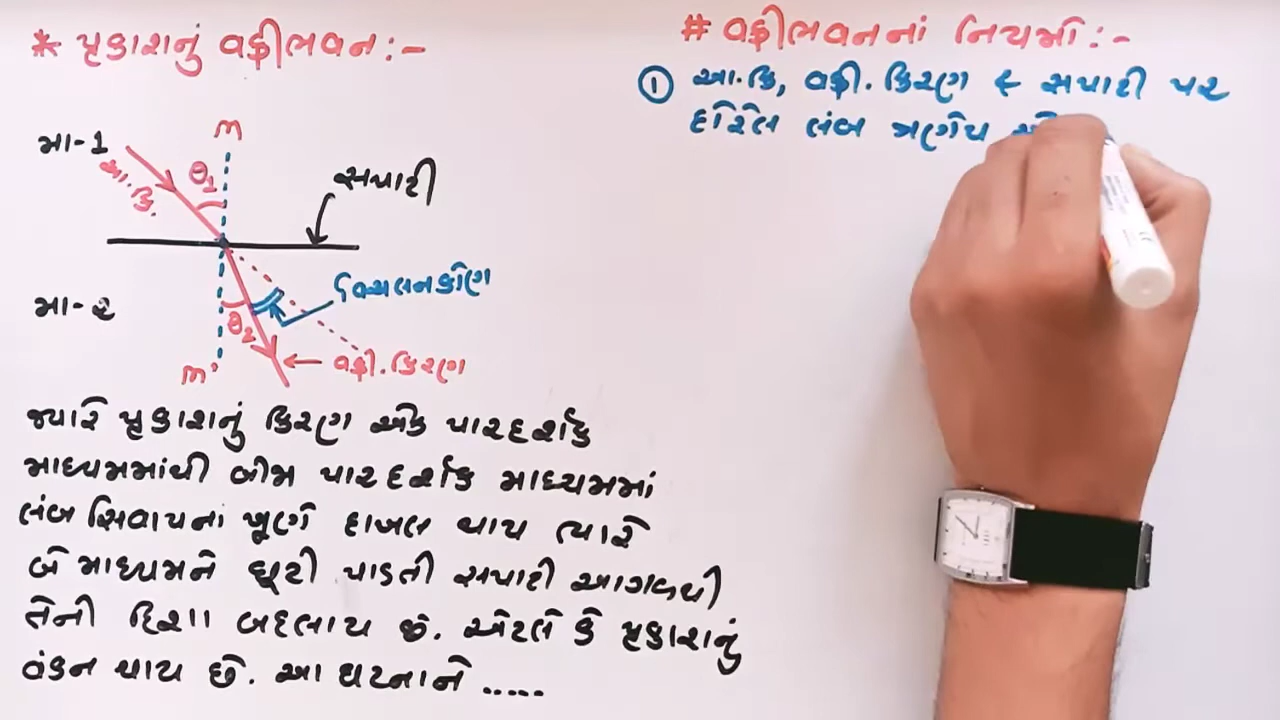 * પ્રકાશનું વક્રીભવન :-
M
મા-1
θ1
આ.કિ.
સપાટી
વિચલનકોણ
મા-૨
θ2
M'
વક્રી.કિરણ
જ્યારે પ્રકાશનું કિરણ એક પારદર્શક
માધ્યમમાંથી બીજા પારદર્શક માધ્યમમાં
લંબ સિવાયનાં ખૂણે દાખલ થાય ત્યારે
બે માધ્યમને છૂટી પાડતી સપાટી આગળથી
તેની દિશા બદલાય છે. એટલે કે પ્રકાશનું
વંકન થાય છે. આ ઘટનાને .....
# વક્રીભવનનાં નિયમો :-
① આ.કિ, વક્રી.કિરણ ને સપાટી પર
દોરેલ લંબ ત્રણેય